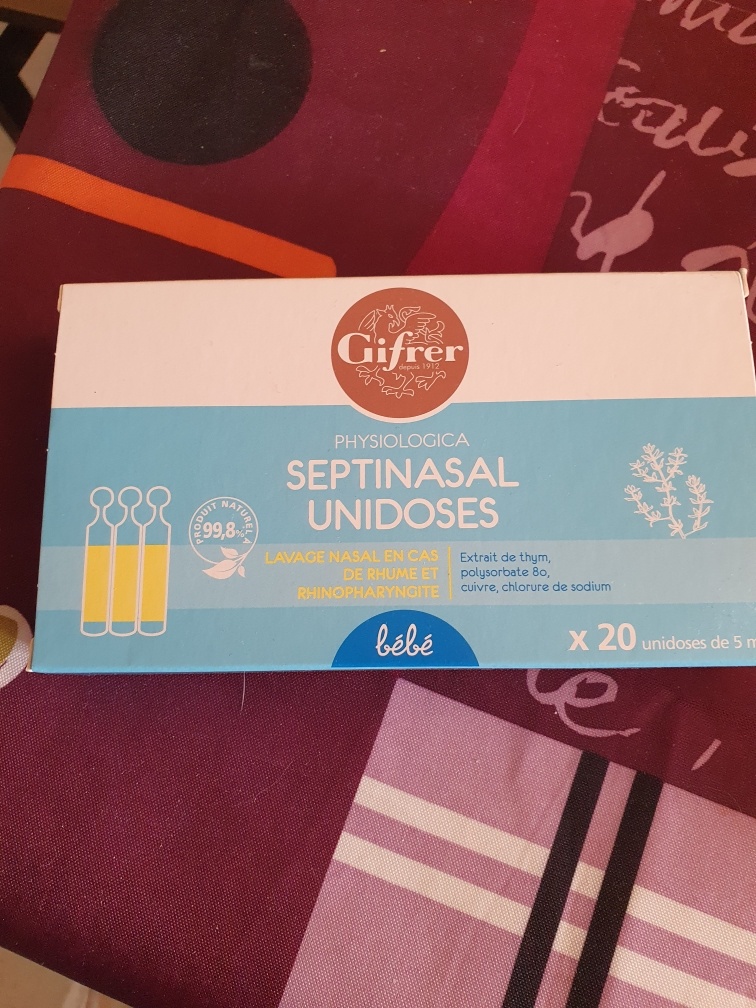 Gifrer
depuis 1912
PHYSIOLOGICA
SEPTINASAL
UNIDOSES
PRODUIT NATUREL À
99,8%
LAVAGE NASAL EN CAS
DE RHUME ET
RHINOPHARYNGITE
Extrait de thym,
polysorbate 80,
cuivre, chlorure de sodium
bébé
x 20 unidoses de 5 m
le